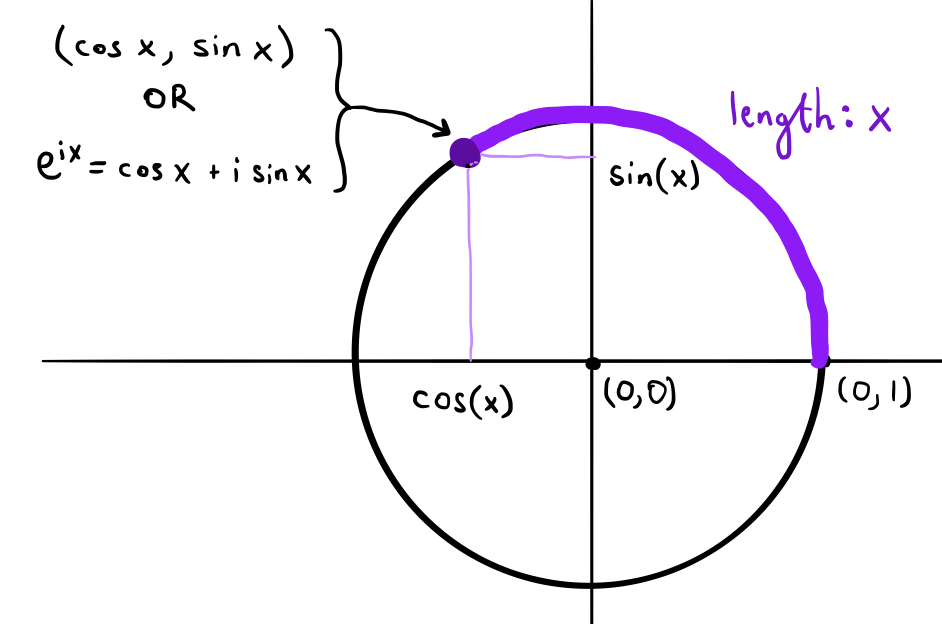 (cos x, sin x)
OR
e^{ix} = cos x + i sin x
length: x
sin(x)
cos(x)
(0,0)
(0,1)